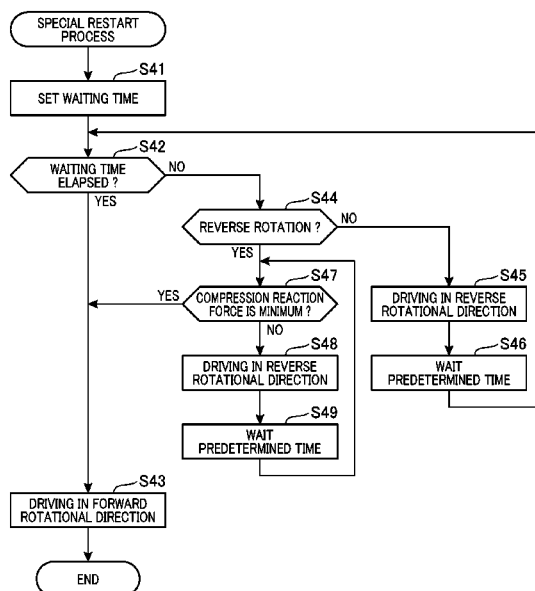 SPECIAL RESTART
PROCESS
S41
SET WAITING TIME
S42
WAITING TIME
ELAPSED ?
NO
YES
S44
REVERSE ROTATION ?
NO
YES
S47
YES
COMPRESSION REACTION
FORCE IS MINIMUM ?
NO
S45
DRIVING IN REVERSE
ROTATIONAL DIRECTION
S48
DRIVING IN REVERSE
ROTATIONAL DIRECTION
S46
WAIT
PREDETERMINED TIME
S49
WAIT
PREDETERMINED TIME
S43
DRIVING IN FORWARD
ROTATIONAL DIRECTION
END